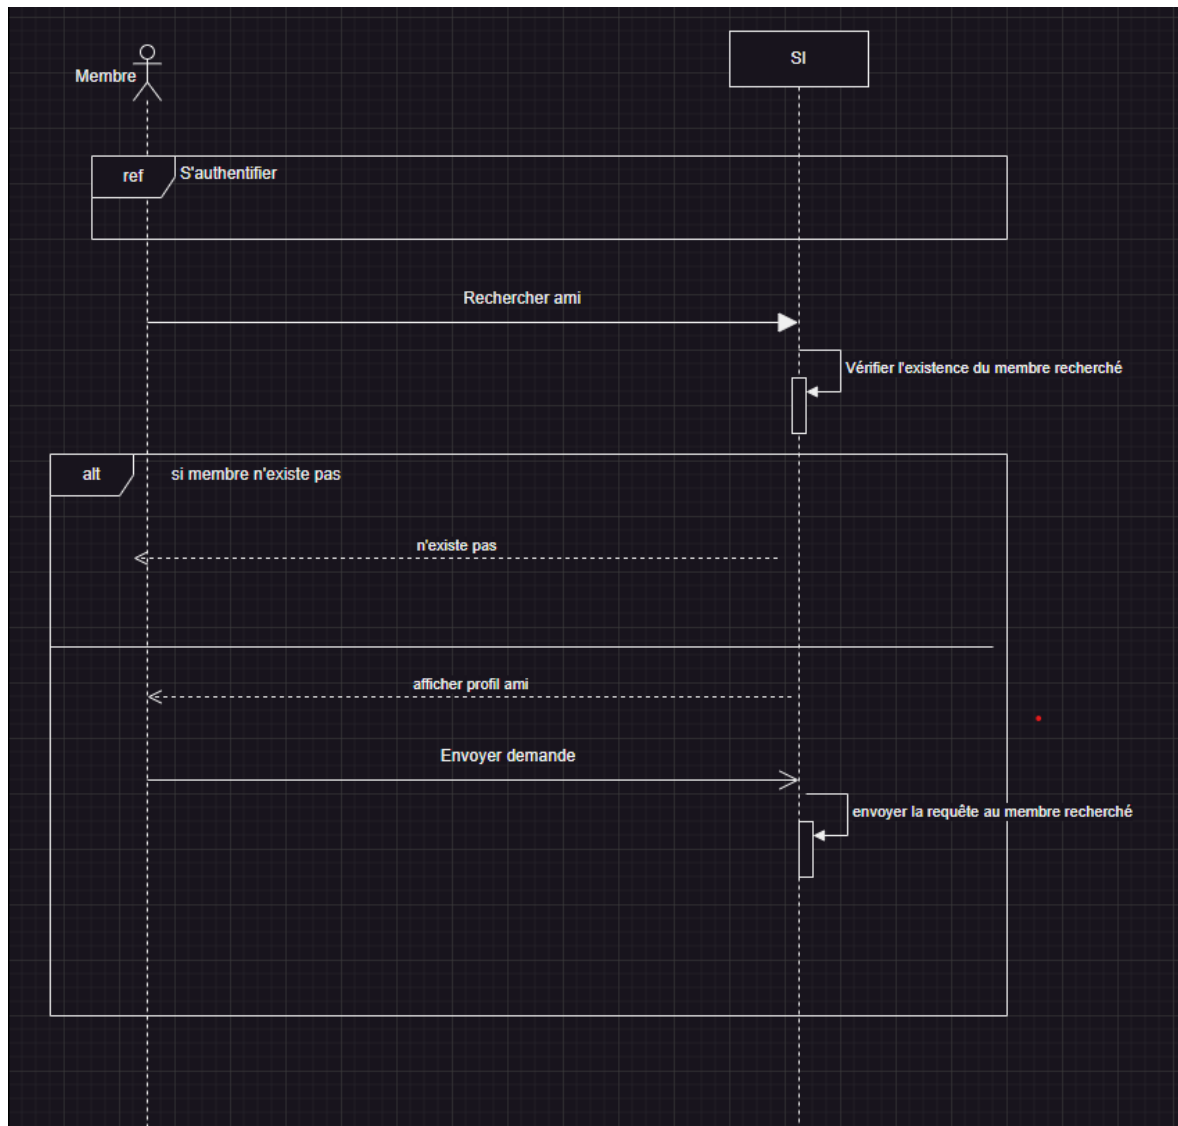 Membre
SI
ref
S'authentifier
Rechercher ami
Vérifier l'existence du membre recherché
alt
si membre n'existe pas
n'existe pas
afficher profil ami
Envoyer demande
envoyer la requête au membre recherché